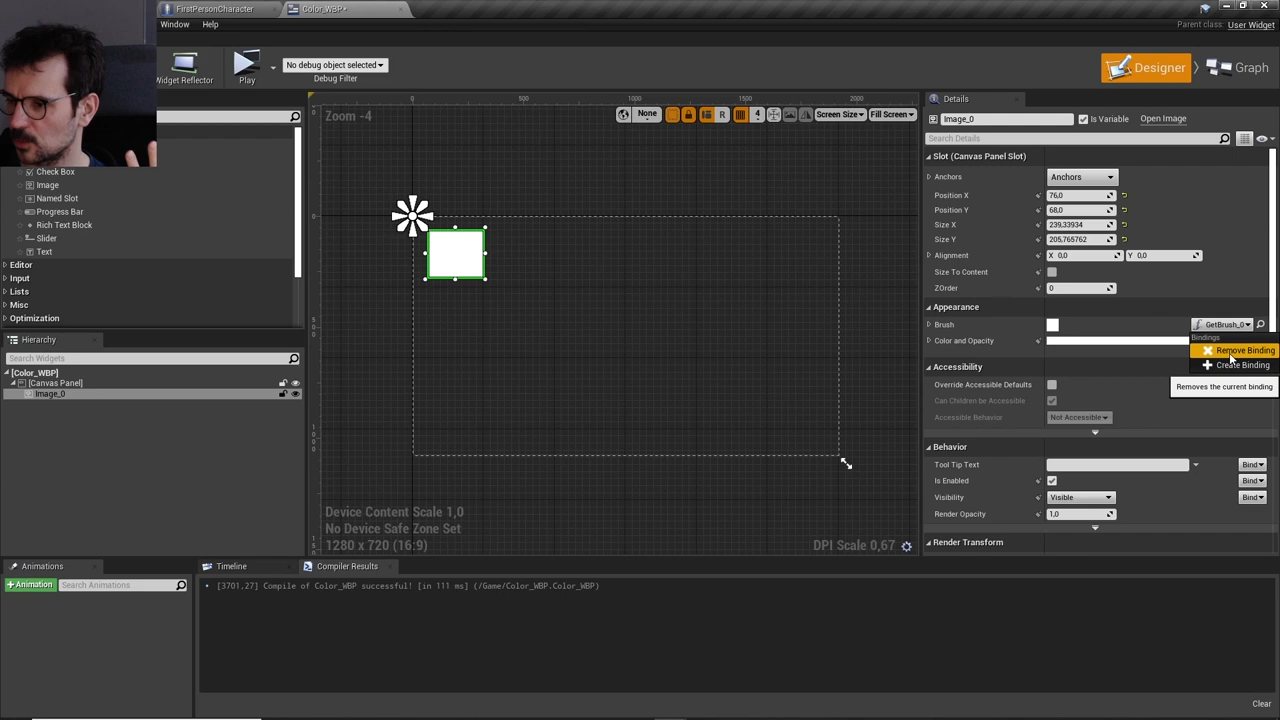 FirstPersonCharacter
Color_WBP*
Window
Help
Parent class: User Widget
Widget Reflector
Play
No debug object selected
Debug Filter
Designer
Graph
Zoom -4
0
500
1000
2000
None
R
4
Screen Size
Fill Screen
Check Box
Image
Named Slot
Progress Bar
Rich Text Block
Slider
Text
Editor
Input
Lists
Misc
Optimization
Hierarchy
Search Widgets
[Color_WBP]
[Canvas Panel]
Image_0
0
500
1000
Device Content Scale 1,0
No Device Safe Zone Set
1280 x 720 (16:9)
DPI Scale 0,67
Details
Image_0
Is Variable
Open Image
Search Details
Slot (Canvas Panel Slot)
Anchors
Anchors
Position X
76,0
Position Y
68,0
Size X
239,33934
Size Y
205,765762
Alignment
X 0,0
Y 0,0
Size To Content
ZOrder
0
Appearance
Brush
GetBrush_0
Bindings
Remove Binding
Create Binding
Removes the current binding
Color and Opacity
Accessibility
Override Accessible Defaults
Can Children be Accessible
Accessible Behavior
Not Accessible
Behavior
Tool Tip Text
Bind
Is Enabled
Bind
Visibility
Visible
Bind
Render Opacity
1,0
Render Transform
Animations
+Animation
Search Animations
Timeline
Compiler Results
[3701,27] Compile of Color_WBP successful! [in 111 ms] (/Game/Color_WBP.Color_WBP)
Clear